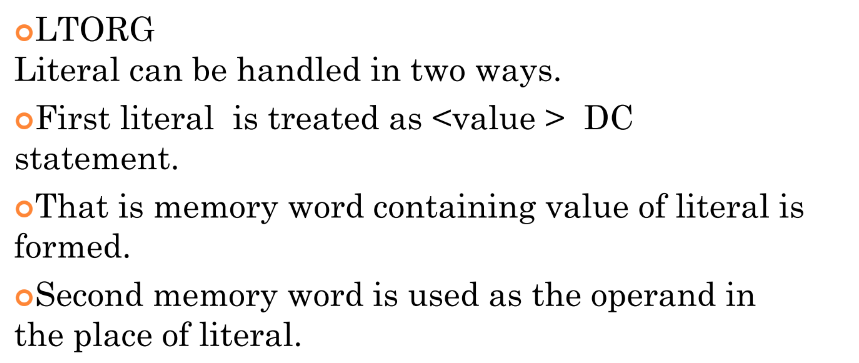 LTORG
Literal can be handled in two ways.
First literal is treated as <value > DC
statement.
That is memory word containing value of literal is
formed.
Second memory word is used as the operand in
the place of literal.